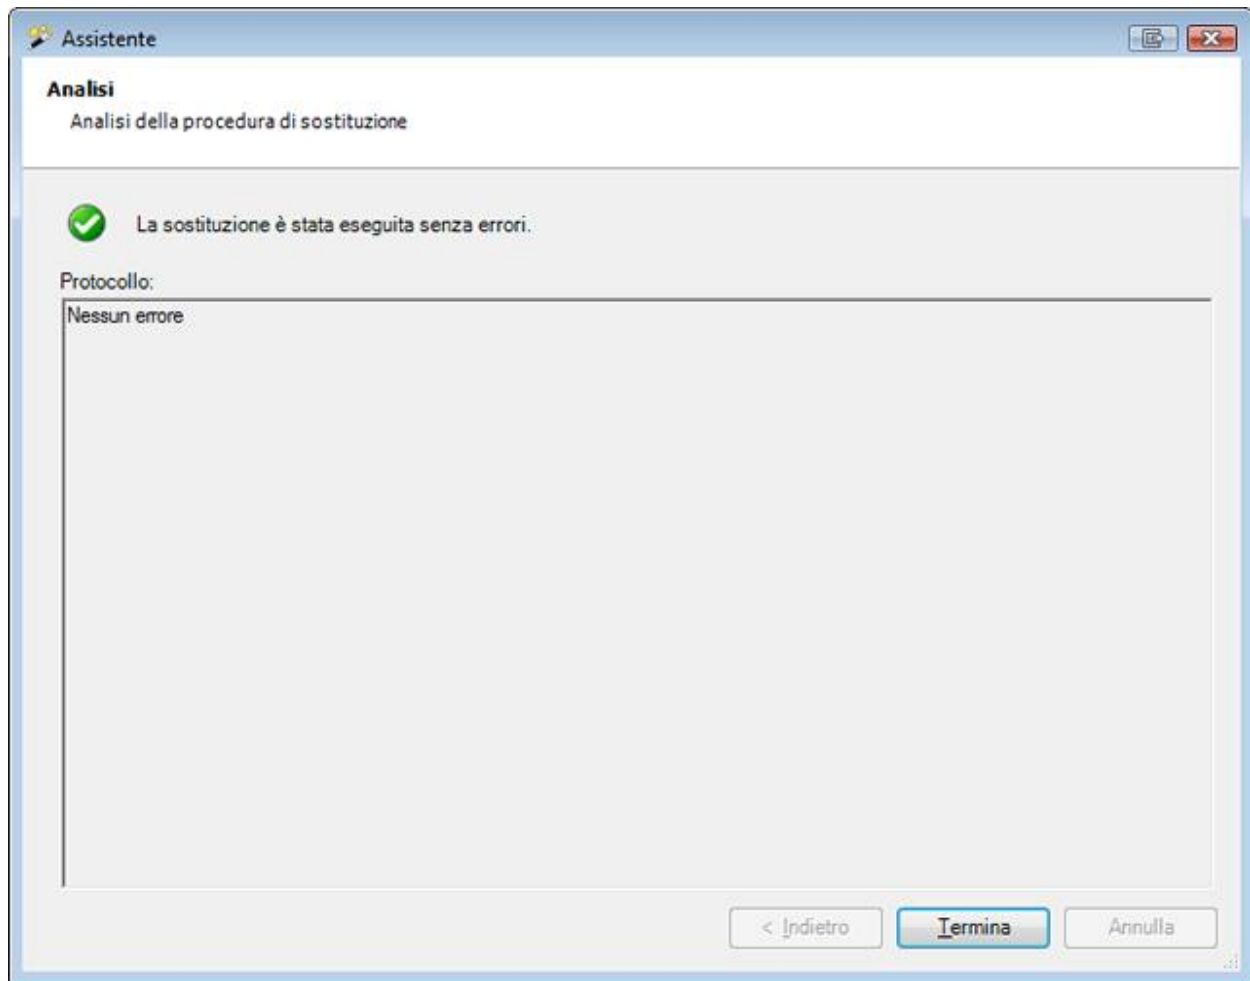 Assistente
Analisi
Analisi della procedura di sostituzione
La sostituzione è stata eseguita senza errori.
Protocollo:
Nessun errore
< Indietro
Termina
Annulla